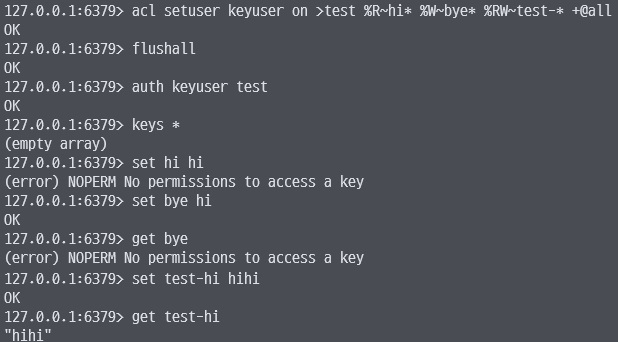 127.0.0.1:6379> acl setuser keyuser on >test %R~hi* %W~bye* %RW~test-* +@all
OK
127.0.0.1:6379> flushall
OK
127.0.0.1:6379> auth keyuser test
OK
127.0.0.1:6379> keys *
(empty array)
127.0.0.1:6379> set hi hi
(error) NOPERM No permissions to access a key
127.0.0.1:6379> set bye hi
OK
127.0.0.1:6379> get bye
(error) NOPERM No permissions to access a key
127.0.0.1:6379> set test-hi hihi
OK
127.0.0.1:6379> get test-hi
"hihi"